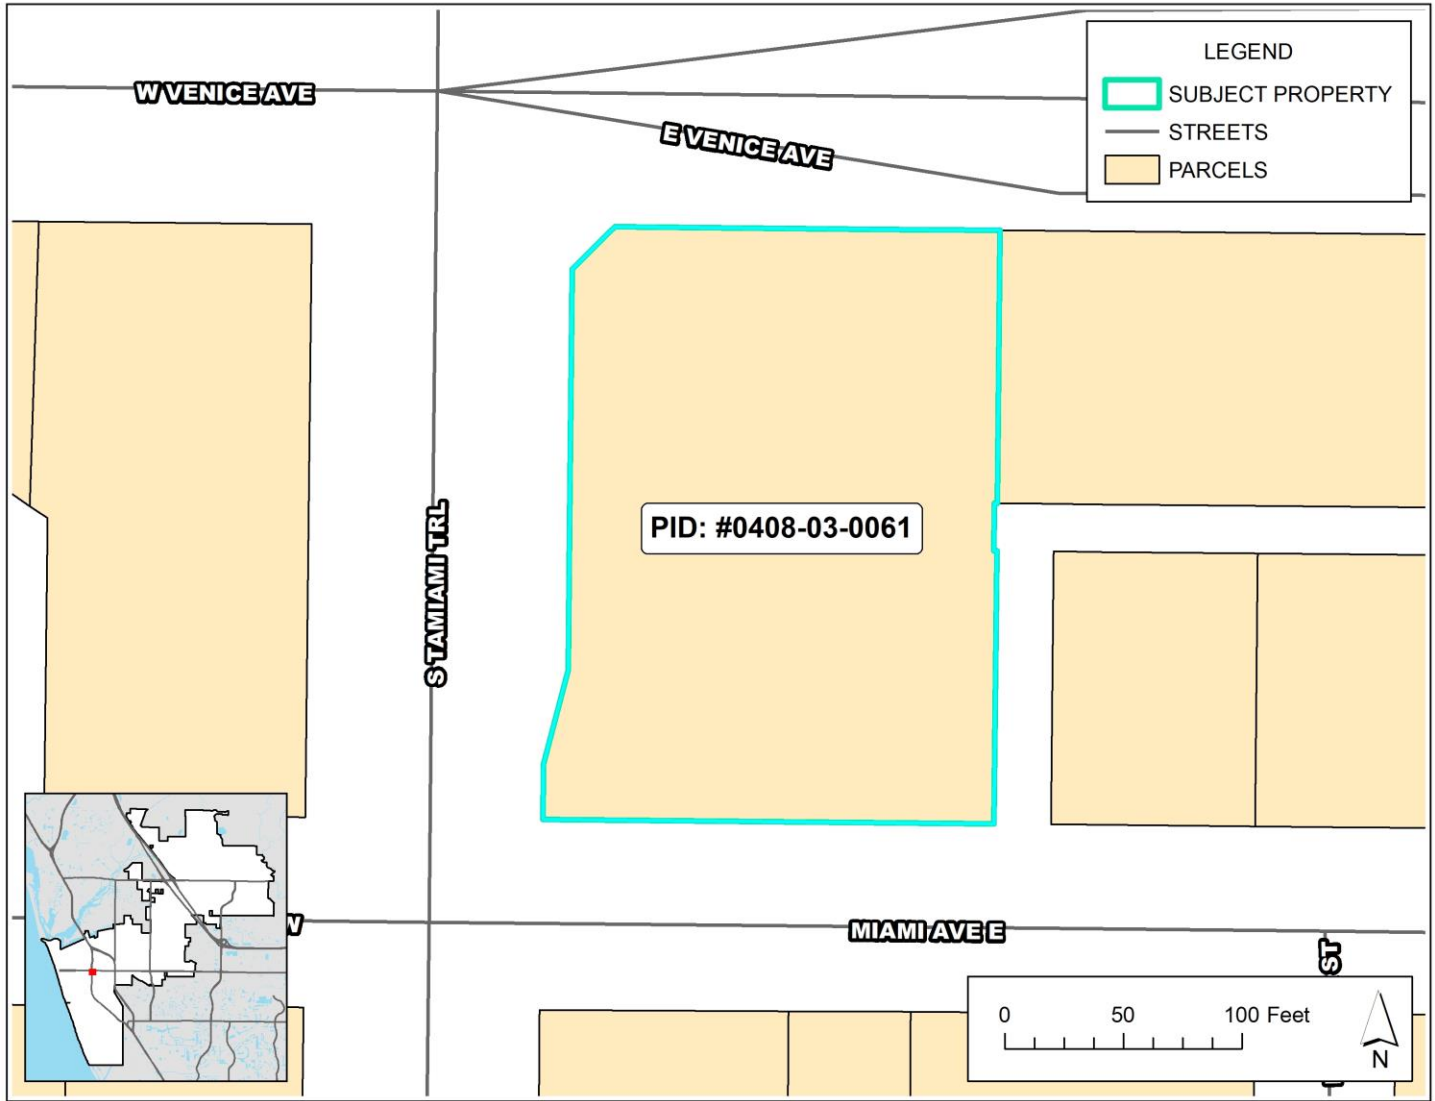 W VENICE AVE
E VENICE AVE
LEGEND
SUBJECT PROPERTY
STREETS
PARCELS
PID: #0408-03-0061
S TAMIAMI TRL
W
MIAMI AVE E
ST
0 50 100 Feet
N